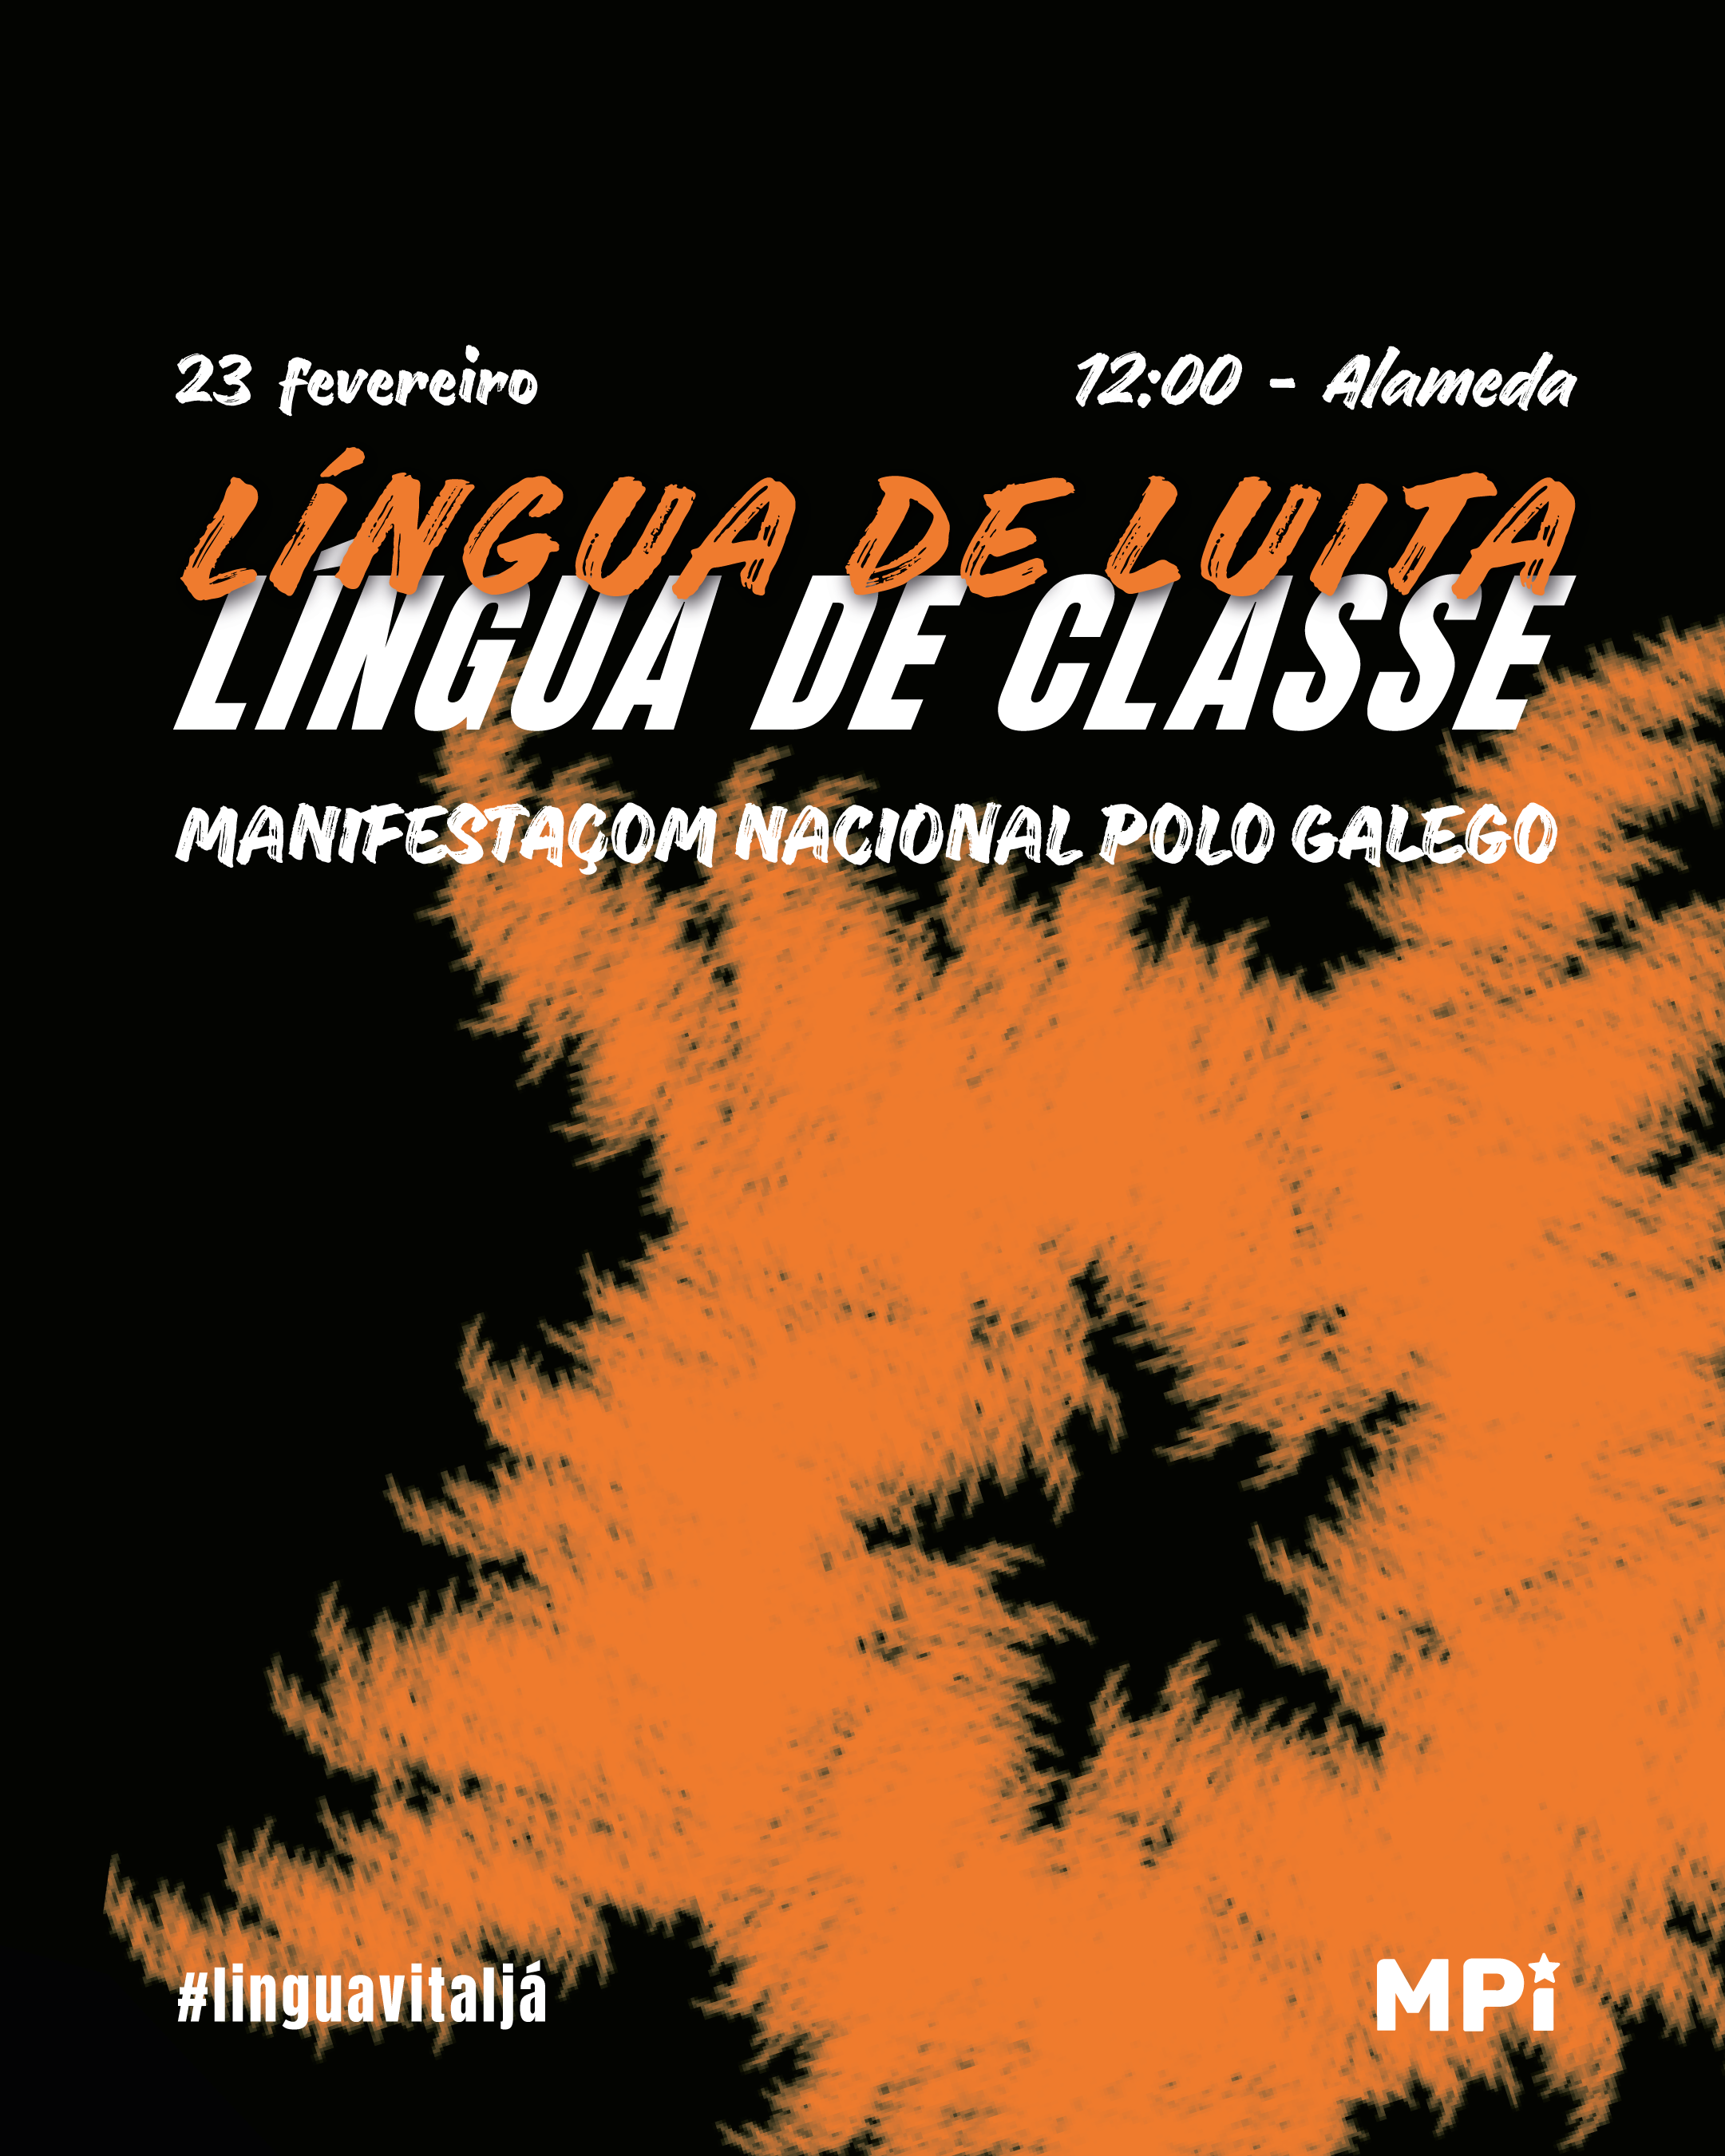 23 fevereiro
12:00 - Alameda
LÍNGUA DE LUITA
LÍNGUA DE CLASSE
MANIFESTAÇOM NACIONAL POLO GALEGO
#linguavitaljá
MPi